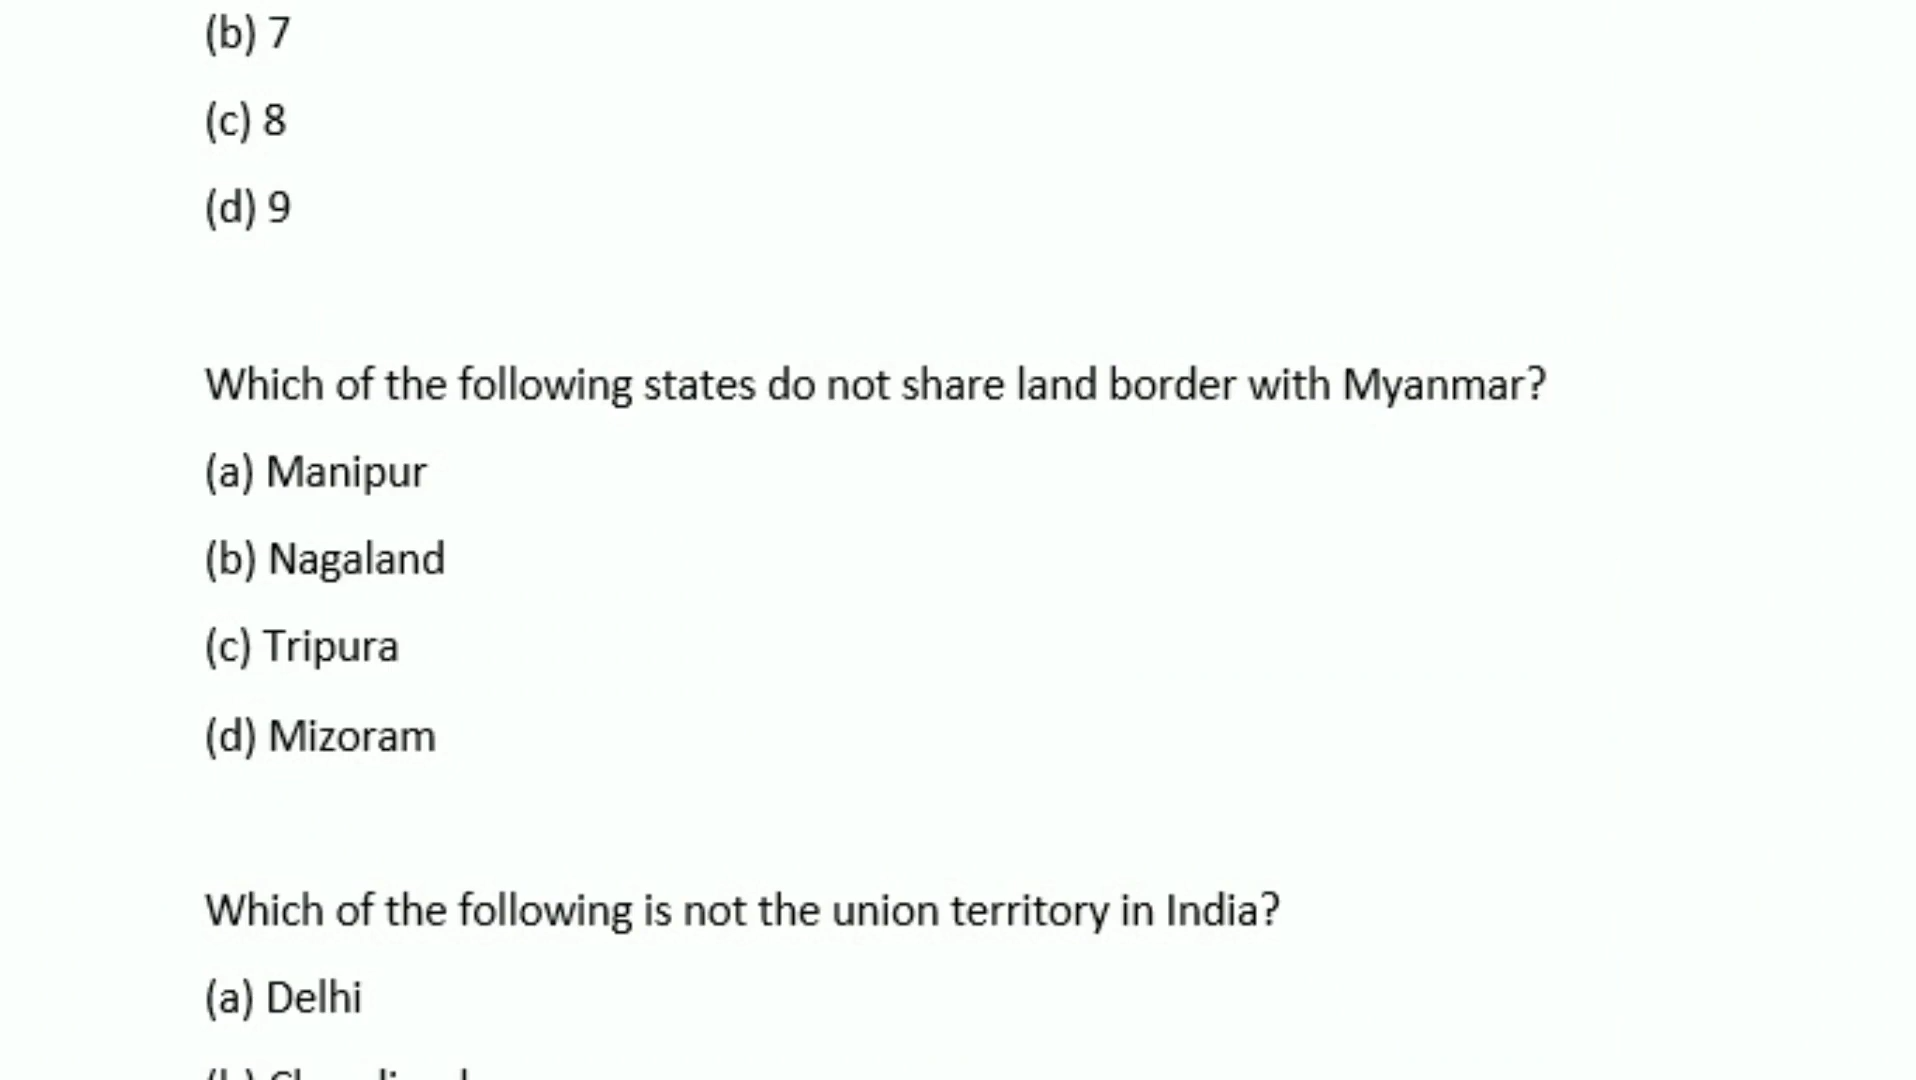 (b) 7
(c) 8
(d) 9
Which of the following states do not share land border with Myanmar?
(a) Manipur
(b) Nagaland
(c) Tripura
(d) Mizoram
Which of the following is not the union territory in India?
(a) Delhi